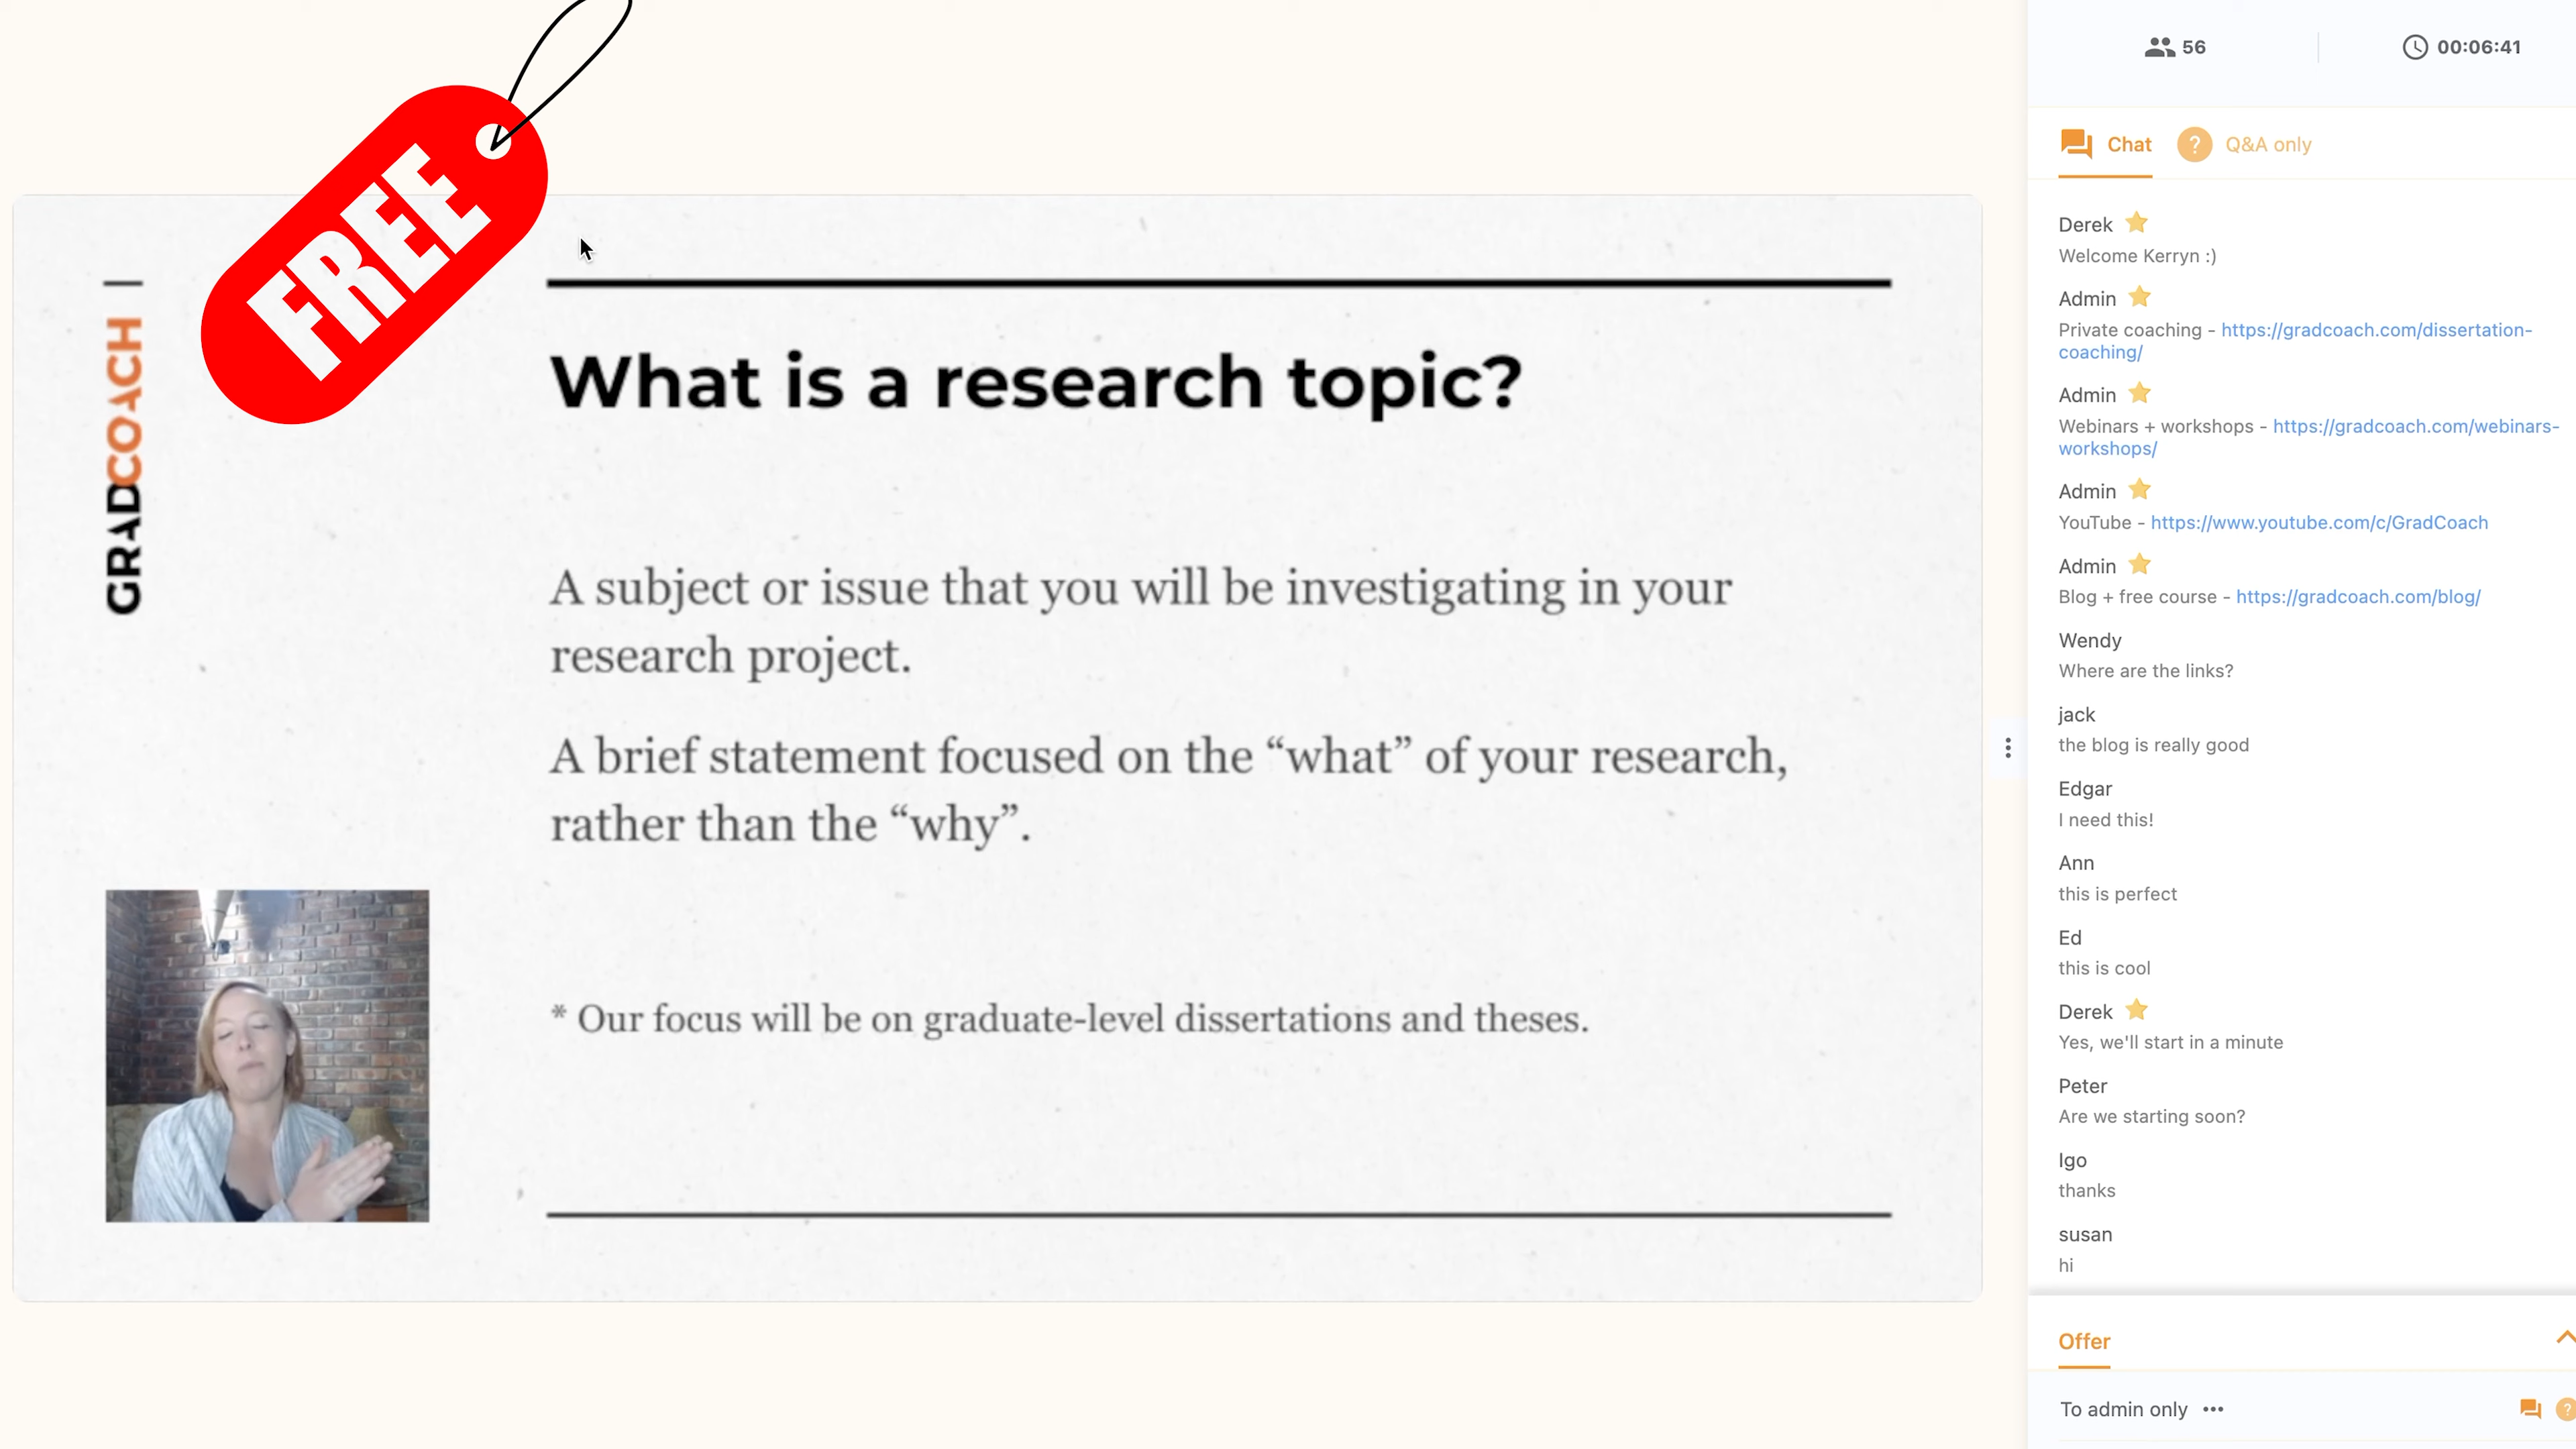 FREE
GRADCOACH
What is a research topic?
A subject or issue that you will be investigating in your
research project.
A brief statement focused on the “what” of your research,
rather than the “why”.
* Our focus will be on graduate-level dissertations and theses.
56
00:06:41
Chat
? Q&A only
Derek
Welcome Kerryn :)
Admin
Private coaching - https://gradcoach.com/dissertation-
coaching/
Admin
Webinars + workshops - https://gradcoach.com/webinars-
workshops/
Admin
YouTube - https://www.youtube.com/c/GradCoach
Admin
Blog + free course - https://gradcoach.com/blog/
Wendy
Where are the links?
jack
the blog is really good
Edgar
I need this!
Ann
this is perfect
Ed
this is cool
Derek
Yes, we'll start in a minute
Peter
Are we starting soon?
Igo
thanks
susan
hi
Offer
To admin only •••
?